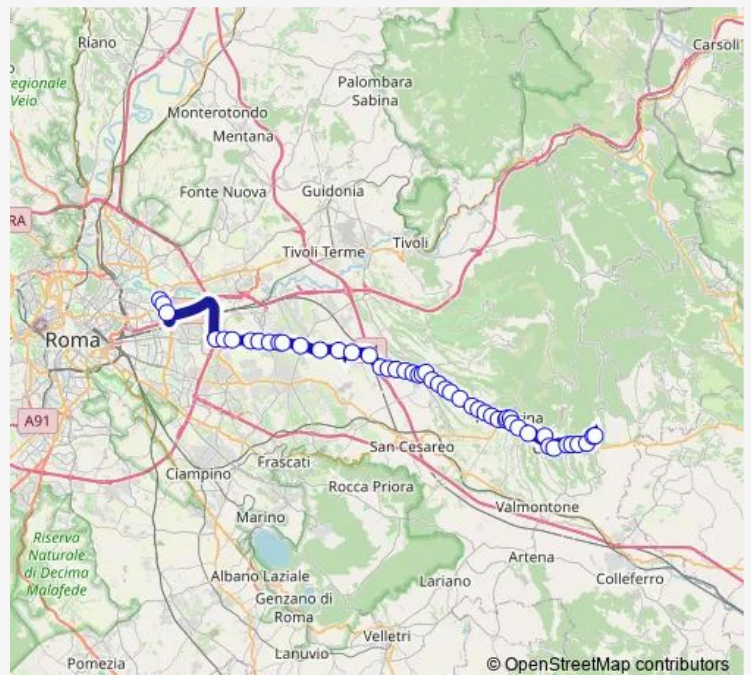 Riano
Carsoli
Veio
Palombara
Sabina
Monterotondo
Mentana
Fonte Nuova
Guidonia
RA
Tivoli Terme
Tivoli
Roma
A91
San Cesareo
Frascati
Ciampino
Rocca Priora
Valmontone
Marino
Riserva
Naturale
di Decima
Malafede
Artena
Albano Laziale
Lariano
Colleferro
Genzano di
Roma
Velletri
Lanuvio
Pomezia
© OpenStreetMap contributors